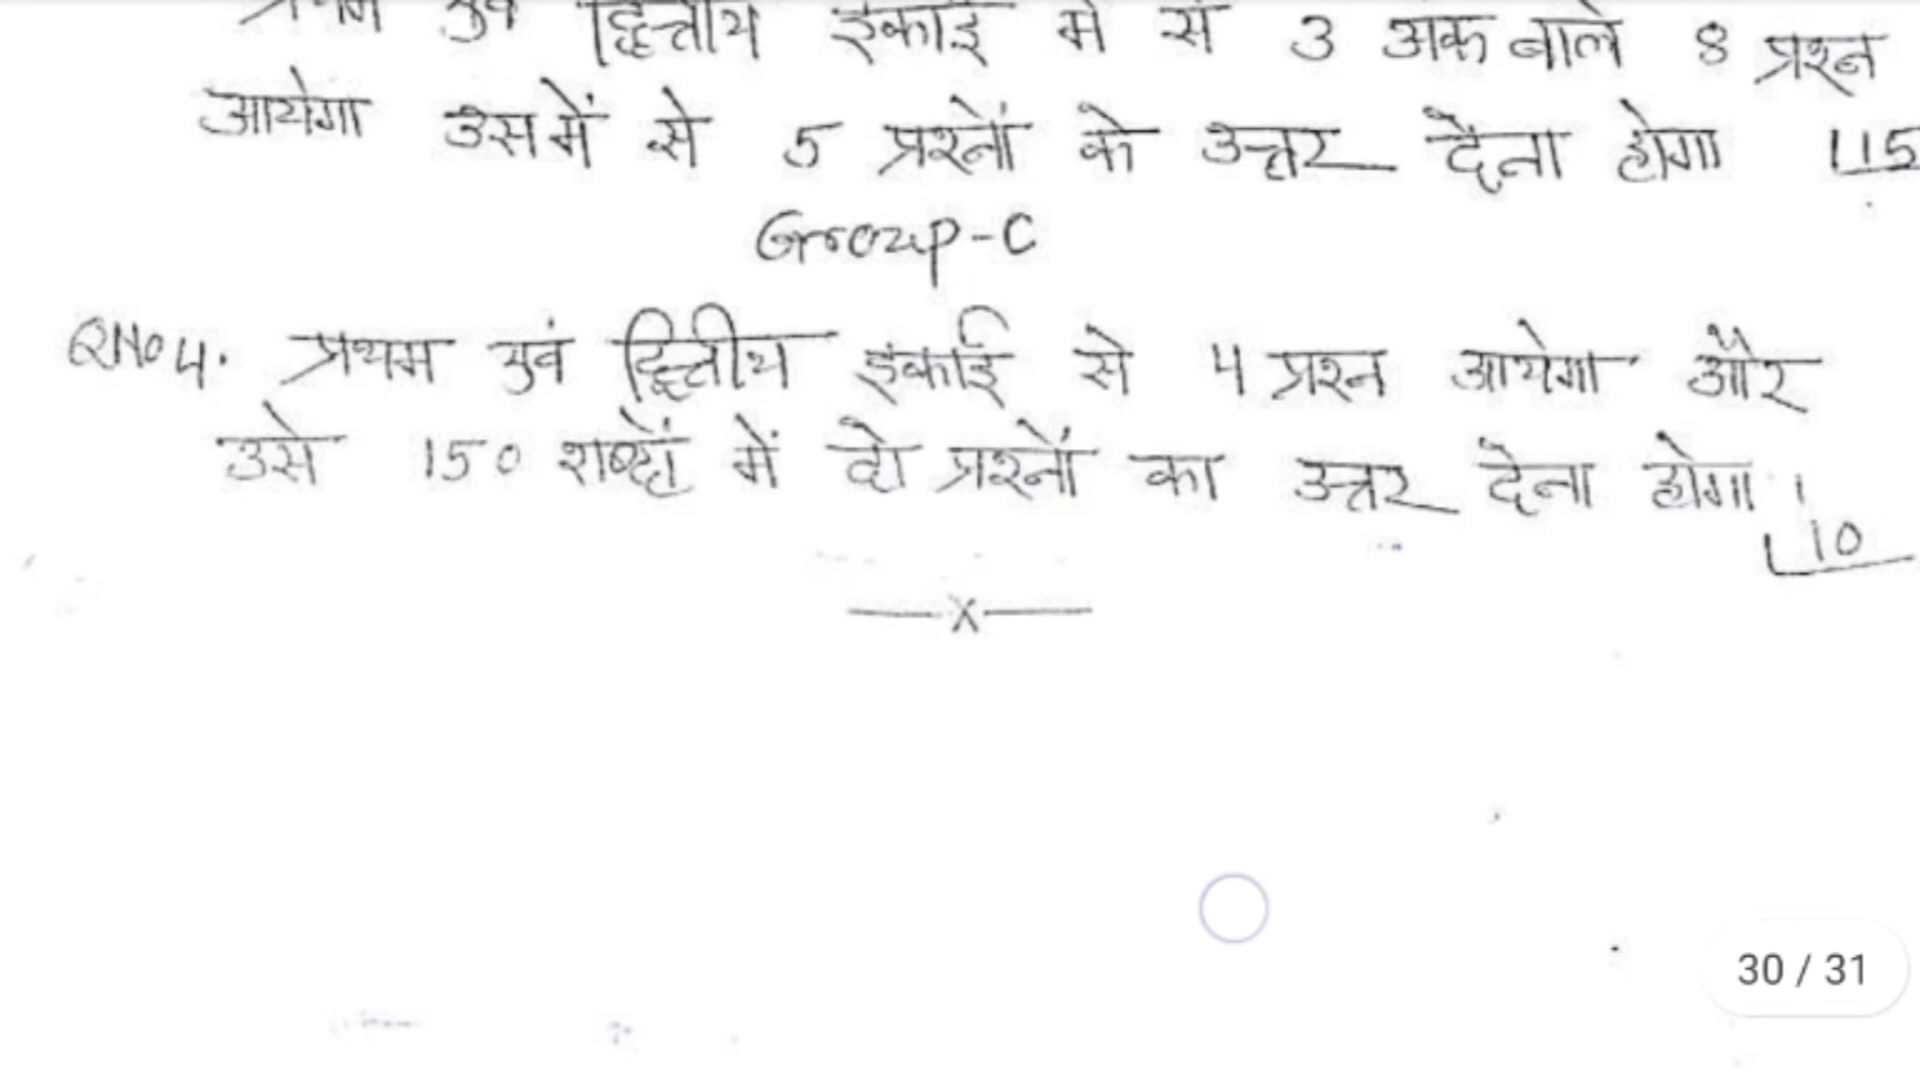 प्रथम एवं द्वितीय इकाई में से 3 अंक वाले 8 प्रश्न
आयेगा उसमें से 5 प्रश्नों के उत्तर देना होगा 15
Group-C
QNo4. प्रथम एवं द्वितीय इकाई से 4 प्रश्न आयेगा और
उसे 150 शब्दों में दो प्रश्नों का उत्तर देना होगा।
10
—x—
30 / 31